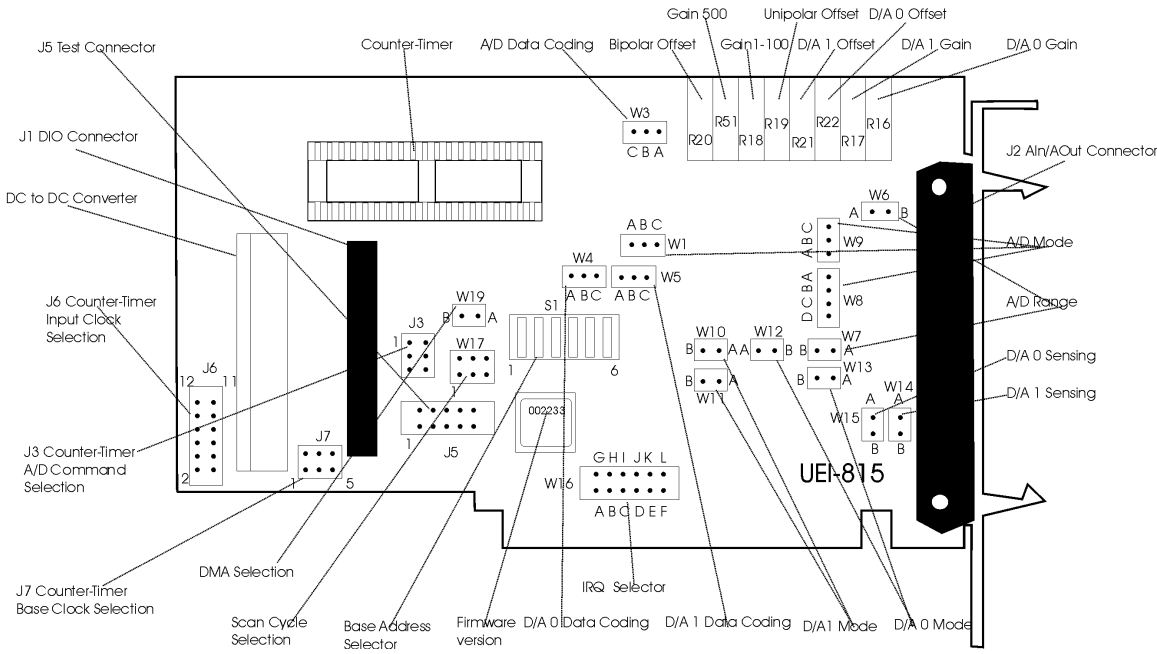 Gain 500
Unipolar Offset
D/A 0 Offset
J5 Test Connector
Counter-Timer
A/D Data Coding
Bipolar Offset
Gain1-100
D/A 1 Offset
D/A 1 Gain
D/A 0 Gain
W3
C B A
R20
R51
R18
R19
R21
R22
R17
R16
J1 DIO Connector
J2 AIn/AOut Connector
DC to DC Converter
W6
A
B
A B C
W1
A B C
W9
A/D Mode
W4
A B C
W5
A B C
D C B A
W8
A/D Range
J6 Counter-Timer
Input Clock
Selection
W19
B
A
S1
1
6
J3
1
W17
1
W10
B
A
W12
A
B
W7
B
A
W11
B
A
W13
B
A
D/A 0 Sensing
W14
A
B
W15
A
B
D/A 1 Sensing
J6
12
11
2
J3 Counter-Timer
A/D Command
Selection
J7
1
5
J5
1
002233
W16
G H I J K L
A B C D E F
UEI-815
DMA Selection
IRQ Selector
J7 Counter-Timer
Base Clock Selection
Scan Cycle
Selection
Base Address
Selector
Firmware
version
D/A 0 Data Coding
D/A 1 Data Coding
D/A1 Mode
D/A 0 Mode